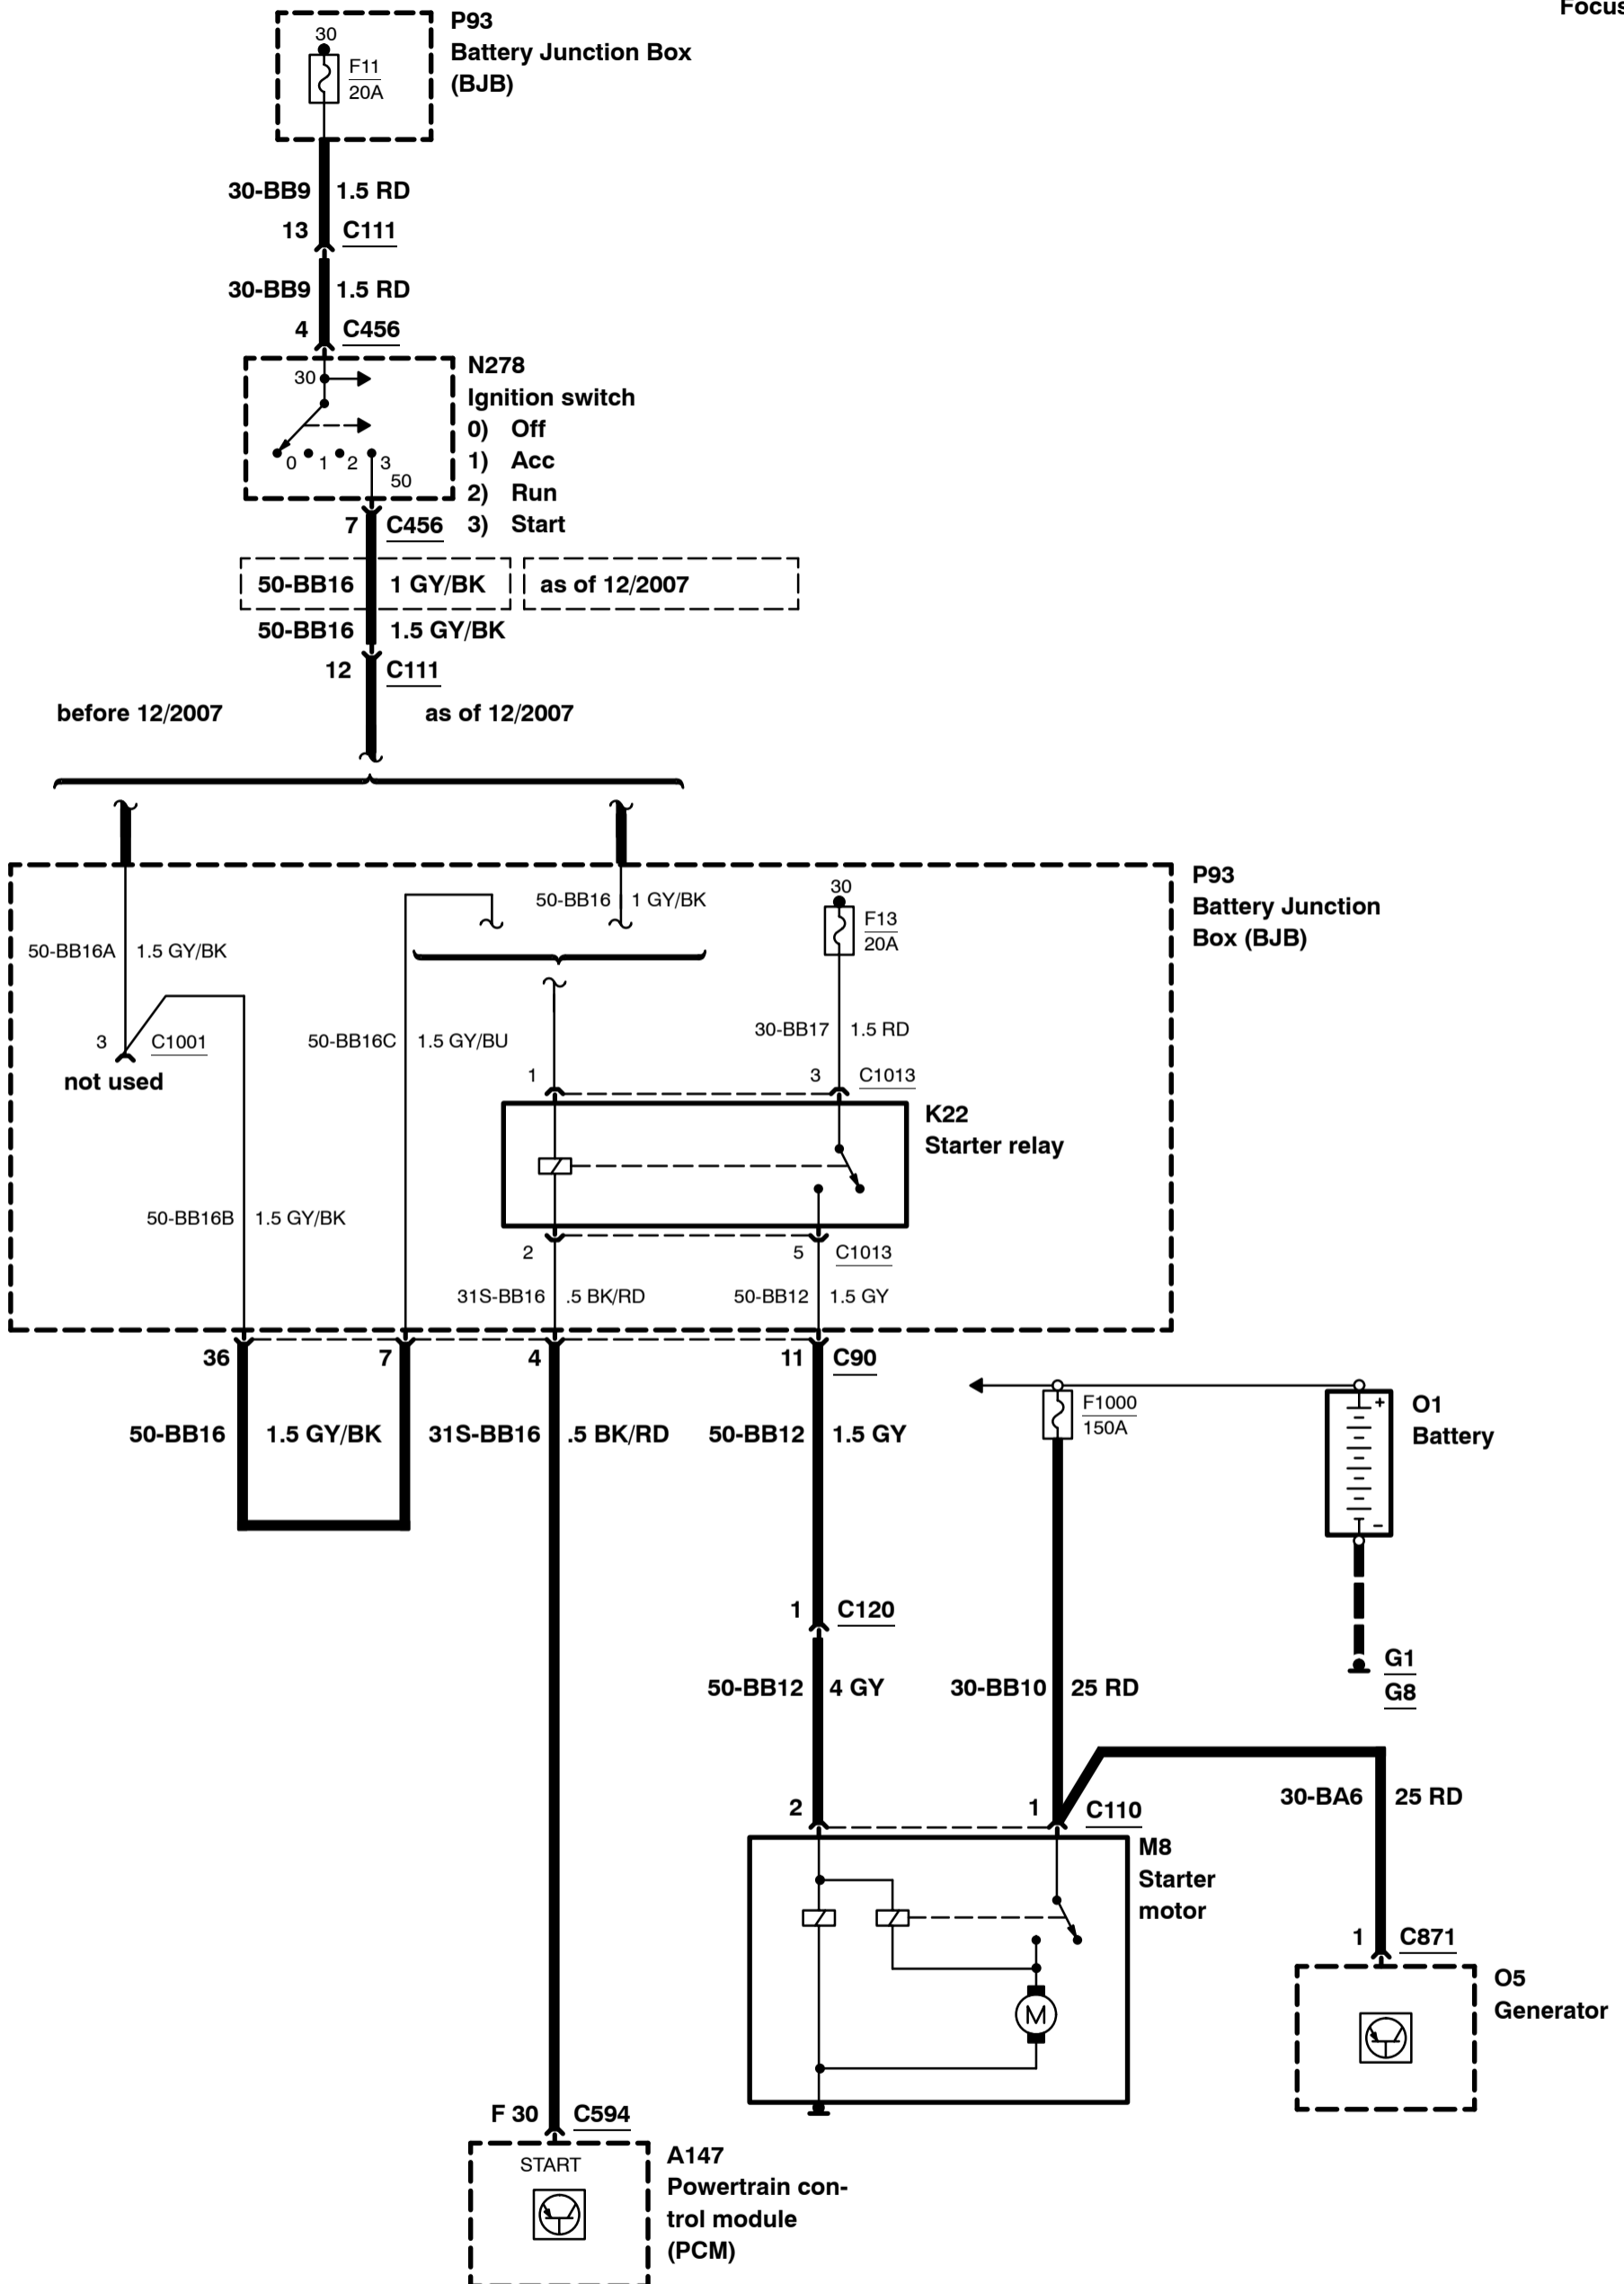 Focus
P93
Battery Junction Box
(BJB)
30
F11
20A
30-BB9 1.5 RD
13 C111
30-BB9 1.5 RD
4 C456
N278
Ignition switch
0) Off
1) Acc
2) Run
3) Start
30
0 1 2 3
50
7 C456
50-BB16 1 GY/BK as of 12/2007
50-BB16 1.5 GY/BK
12 C111
before 12/2007 as of 12/2007
P93
Battery Junction
Box (BJB)
50-BB16 1 GY/BK
30
F13
20A
50-BB16A 1.5 GY/BK
30-BB17 1.5 RD
3 C1001
not used
50-BB16C 1.5 GY/BU
1 3 C1013
K22
Starter relay
50-BB16B 1.5 GY/BK
2 5 C1013
31S-BB16 .5 BK/RD 50-BB12 1.5 GY
36 7 4 11 C90
50-BB16 1.5 GY/BK 31S-BB16 .5 BK/RD 50-BB12 1.5 GY
F1000
150A
+
-
O1
Battery
1 C120
G1
G8
50-BB12 4 GY 30-BB10 25 RD
30-BA6 25 RD
2 1 C110
M8
Starter
motor
M
1 C871
O5
Generator
F 30 C594
START
A147
Powertrain con-
trol module
(PCM)